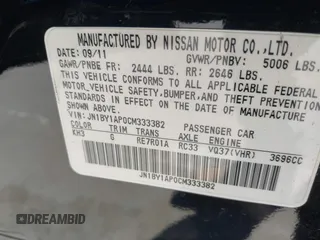 MANUFACTURED BY NISSAN MOTOR CO.,LTD.
DATE: 09/11 GVWR/PNBV: 5006 LBS.
GAWR/PNBE FR: 2444 LBS. RR: 2646 LBS.
THIS VEHICLE CONFORMS TO ALL APPLICABLE FEDERAL
MOTOR VEHICLE SAFETY, BUMPER, AND THEFT PREVENTION
STANDARDS IN EFFECT ON THE DATE OF MANUFACTURE
SHOWN ABOVE.
VIN: JN1BY1AP0CM333382 PASSENGER CAR
COLOR TRIM TRANS AXLE ENGINE
KH3 G RE7R01A RC33 VQ37(VHR) 3696CC
JN1BY1AP0CM333382
DREAMBID